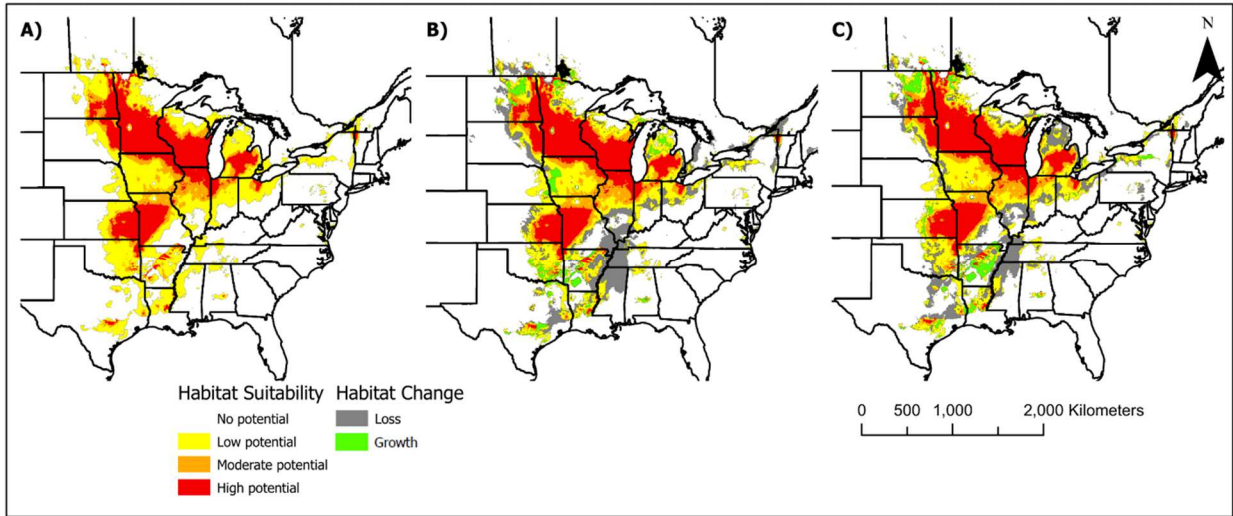 A)
B)
C)
N
Habitat Suitability
No potential
Low potential
Moderate potential
High potential
Habitat Change
Loss
Growth
0 500 1,000 2,000 Kilometers